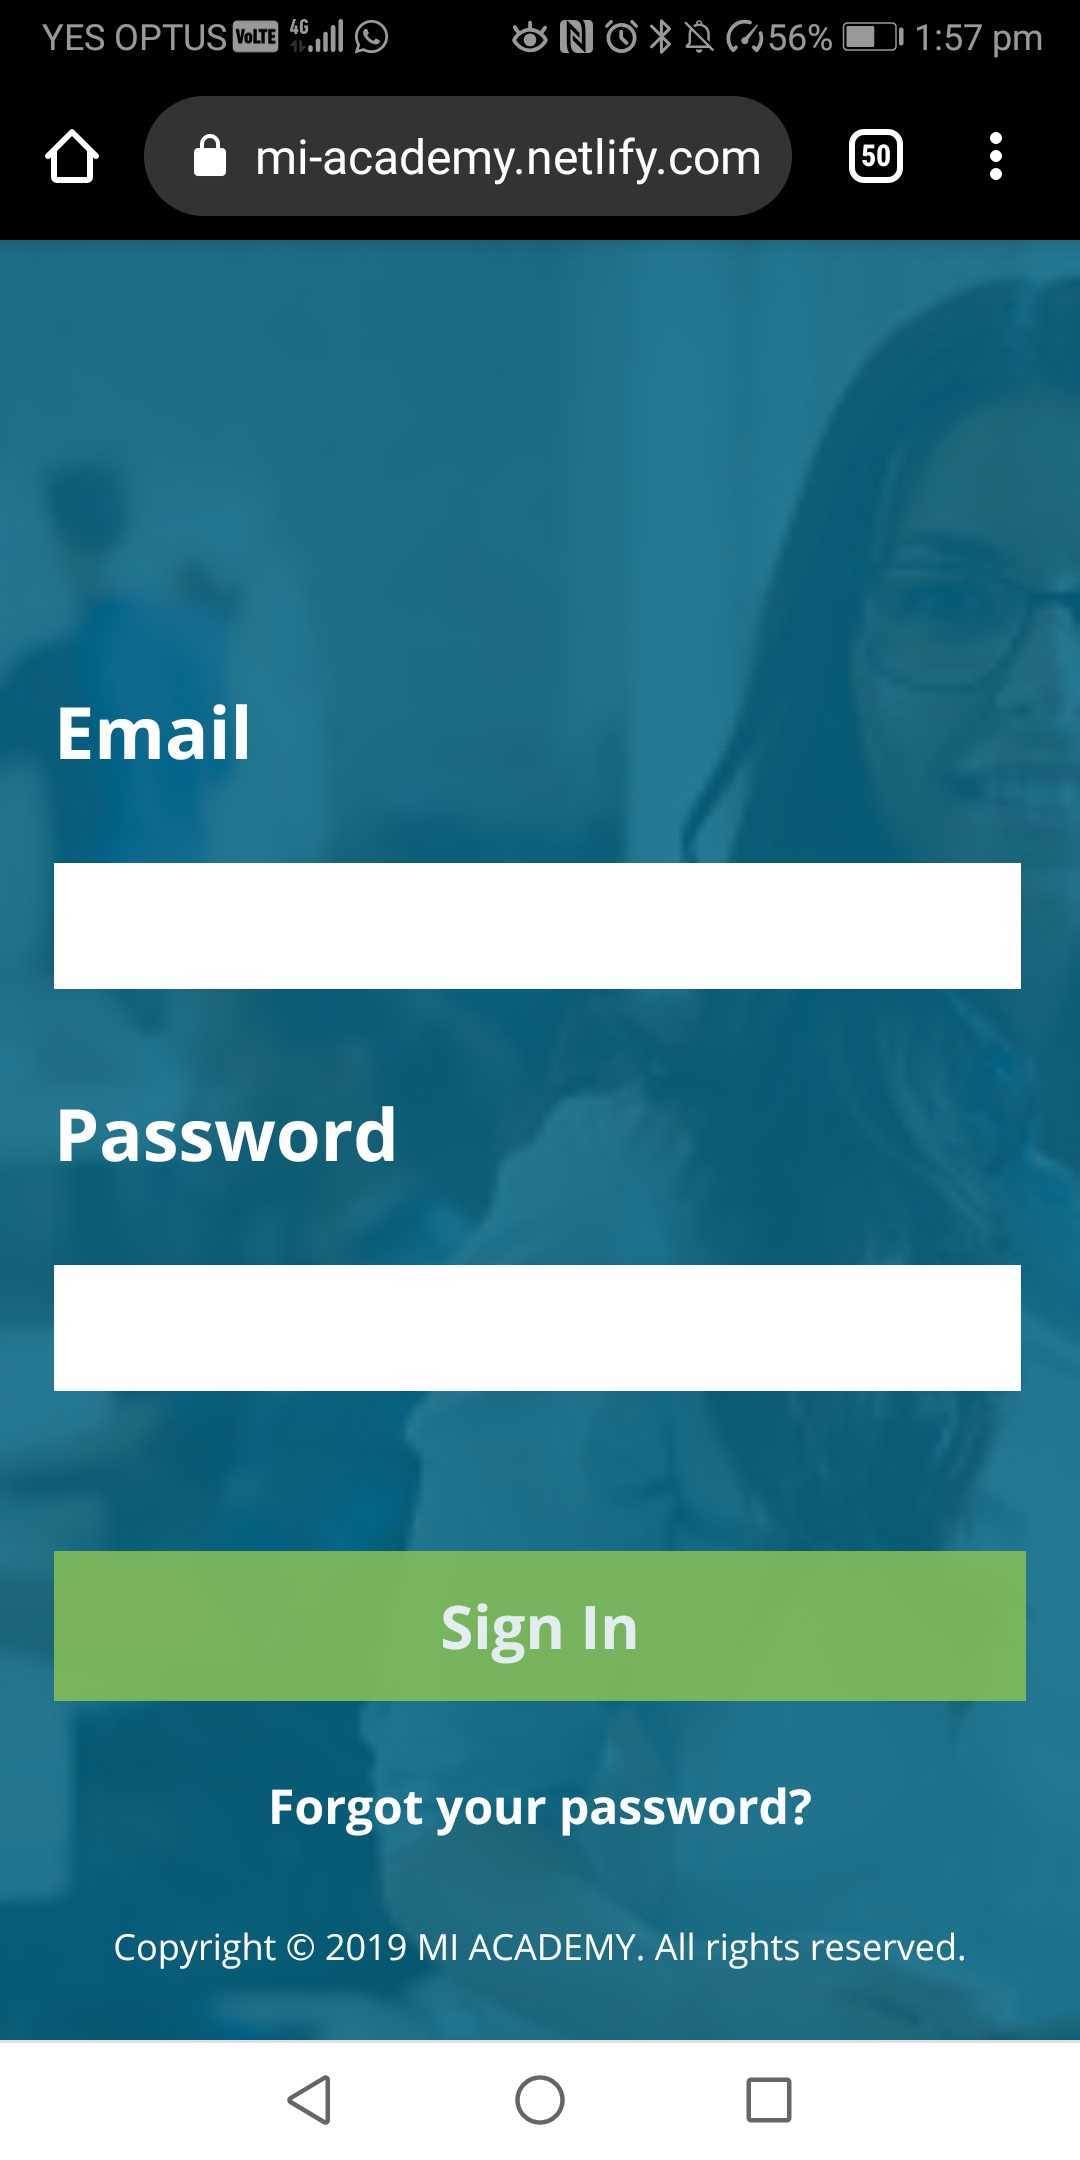 YES OPTUS VoLTE 4G 56% 1:57 pm
mi-academy.netlify.com 50
Email
Password
Sign In
Forgot your password?
Copyright © 2019 MI ACADEMY. All rights reserved.